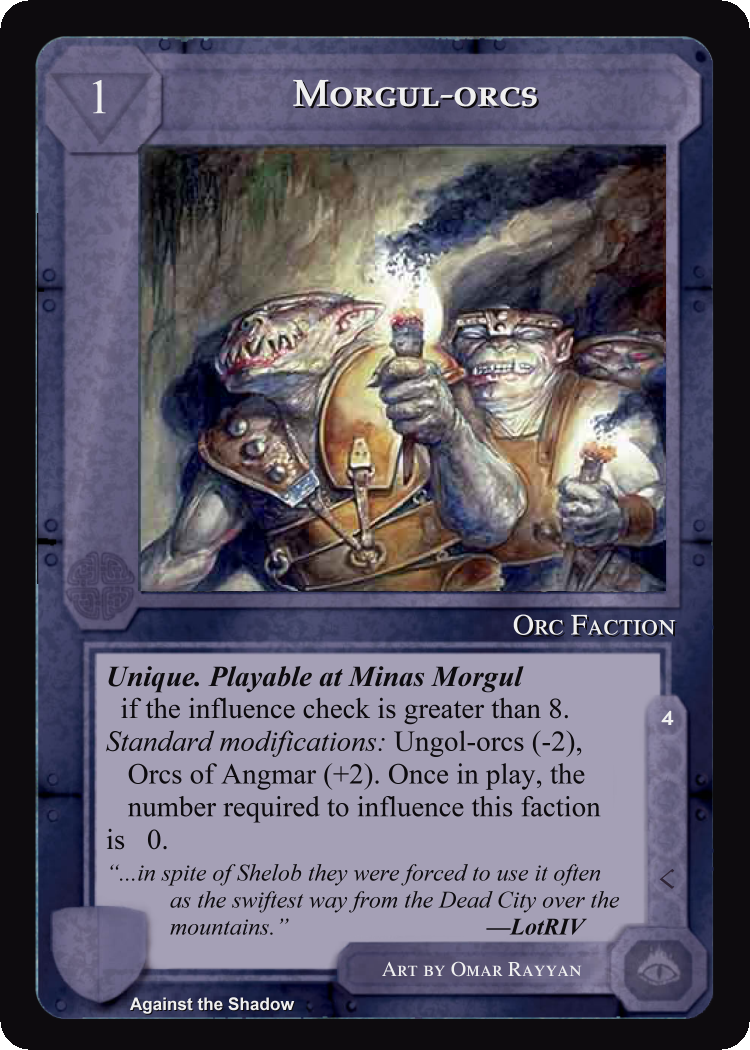 1
Morgul-orcs
Orc Faction
Unique. Playable at Minas Morgul
if the influence check is greater than 8.
Standard modifications: Ungol-orcs (-2),
Orcs of Angmar (+2). Once in play, the
number required to influence this faction
is 0.
4
“...in spite of Shelob they were forced to use it often
as the swiftest way from the Dead City over the
mountains.” —LotRIV
<
Art by Omar Rayyan
Against the Shadow